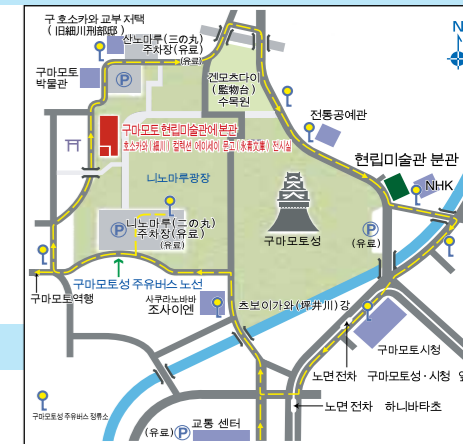 구 호소카와 교부 저택
(旧細川刑部邸)
N
산노마루(三の丸)
주차장(유료)
(유료)
구마모토
박물관
P
겐모츠다이
(監物台)
수목원
전통공예관
구마모토 현립미술관에본관
호소카와(細川) 컬렉션 에이세이 문고(永青文庫) 전시실
현립미술관 분관
NHK
니노마루광장
니노마루(二の丸)
주차장(유료)
(유료)
P
구마모토성
P
(유료)
구마모토성 주유버스 노선
구마모토역행
사쿠라노바바
조사이엔
츠보이가와(坪井川)강
구마모토시청
노면 전차 구마모토성·시청 앞
노면 전차 하나바타초
구마모토성 주유버스 정류소
(유료) P 교통 센터